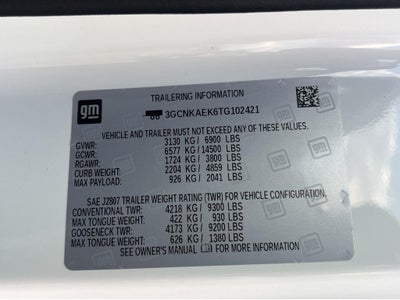 gm
TRAILERING INFORMATION
3GCNKAEK6TG102421
VEHICLE AND TRAILER MUST NOT EXCEED ANY OF THESE VALUES.
GVWR: 3130 KG/ 6900 LBS
GCWR: 6577 KG/14500 LBS
RGAWR: 1724 KG/ 3800 LBS
CURB WEIGHT: 2204 KG/ 4859 LBS
MAX PAYLOAD: 926 KG/ 2041 LBS
SAE J2807 TRAILER WEIGHT RATING (TWR) FOR VEHICLE CONFIGURATION.
CONVENTIONAL TWR: 4218 KG/ 9300 LBS
MAX TONGUE WEIGHT: 422 KG/ 930 LBS
GOOSENECK TWR: 4173 KG/ 9200 LBS
MAX TONGUE WEIGHT: 626 KG/ 1380 LBS
SEE OWNER'S MANUAL FOR MORE INFORMATION